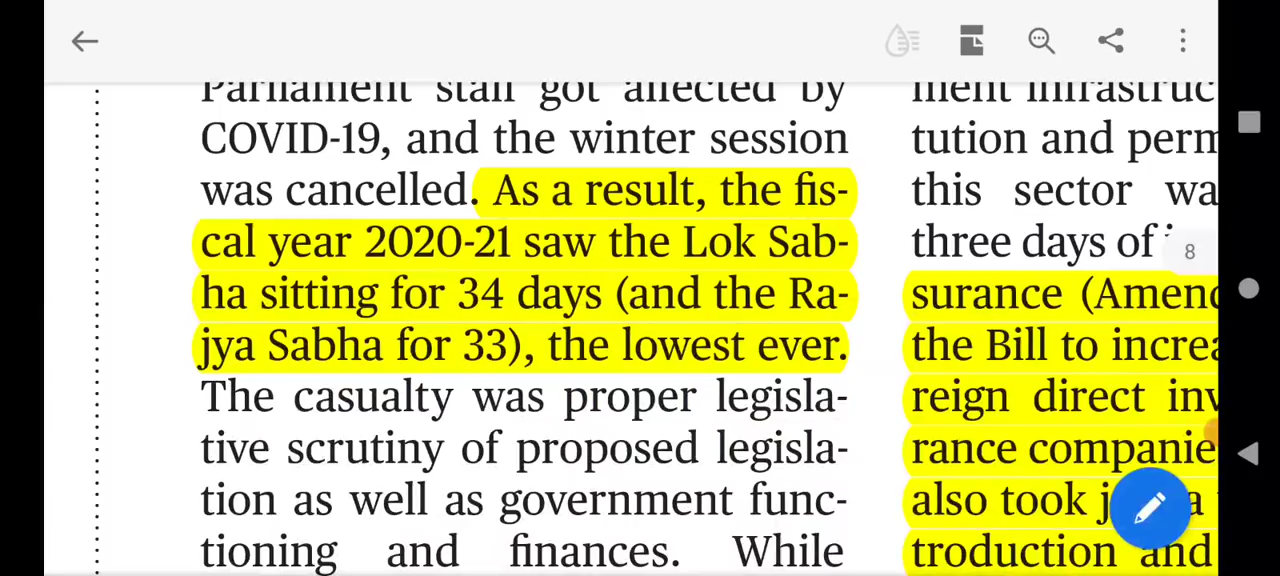 Parliament staff got affected by
COVID-19, and the winter session
was cancelled. As a result, the fis-
cal year 2020-21 saw the Lok Sab-
ha sitting for 34 days (and the Ra-
jya Sabha for 33), the lowest ever.
The casualty was proper legisla-
tive scrutiny of proposed legisla-
tion as well as government func-
tioning and finances. While
ment infrastruc
tution and perm
this sector wa
three days of
8
surance (Amend
the Bill to increa
reign direct inv
rance companie
also took j a
troduction and